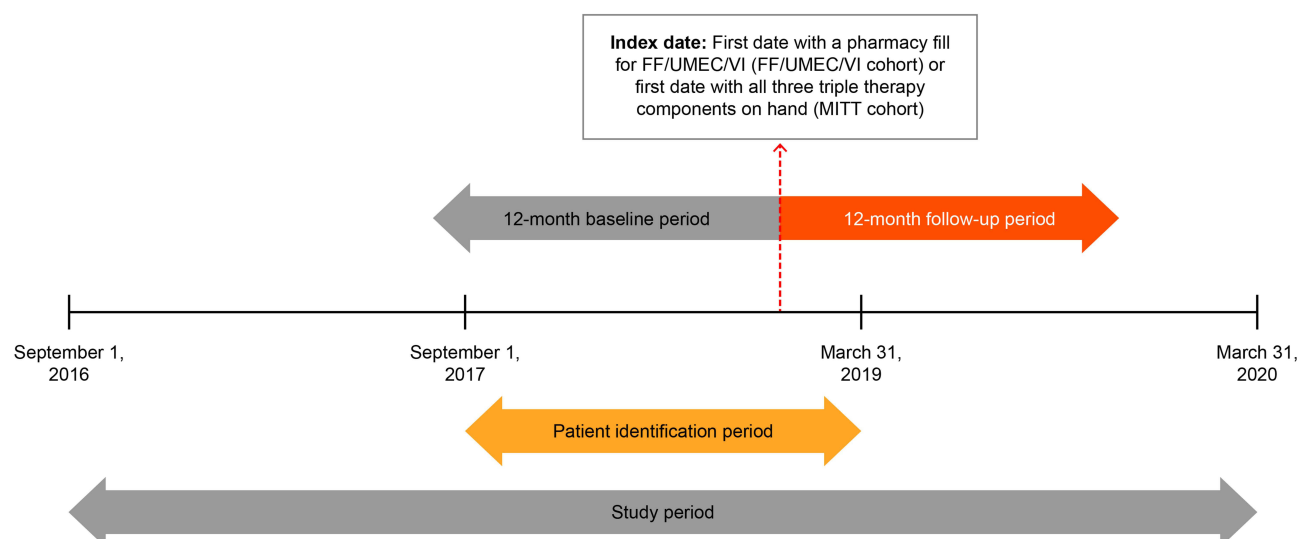 Index date: First date with a pharmacy fill
for FF/UMEC/VI (FF/UMEC/VI cohort) or
first date with all three triple therapy
components on hand (MITT cohort)
12-month baseline period
12-month follow-up period
September 1,
2016
September 1,
2017
March 31,
2019
March 31,
2020
Patient identification period
Study period